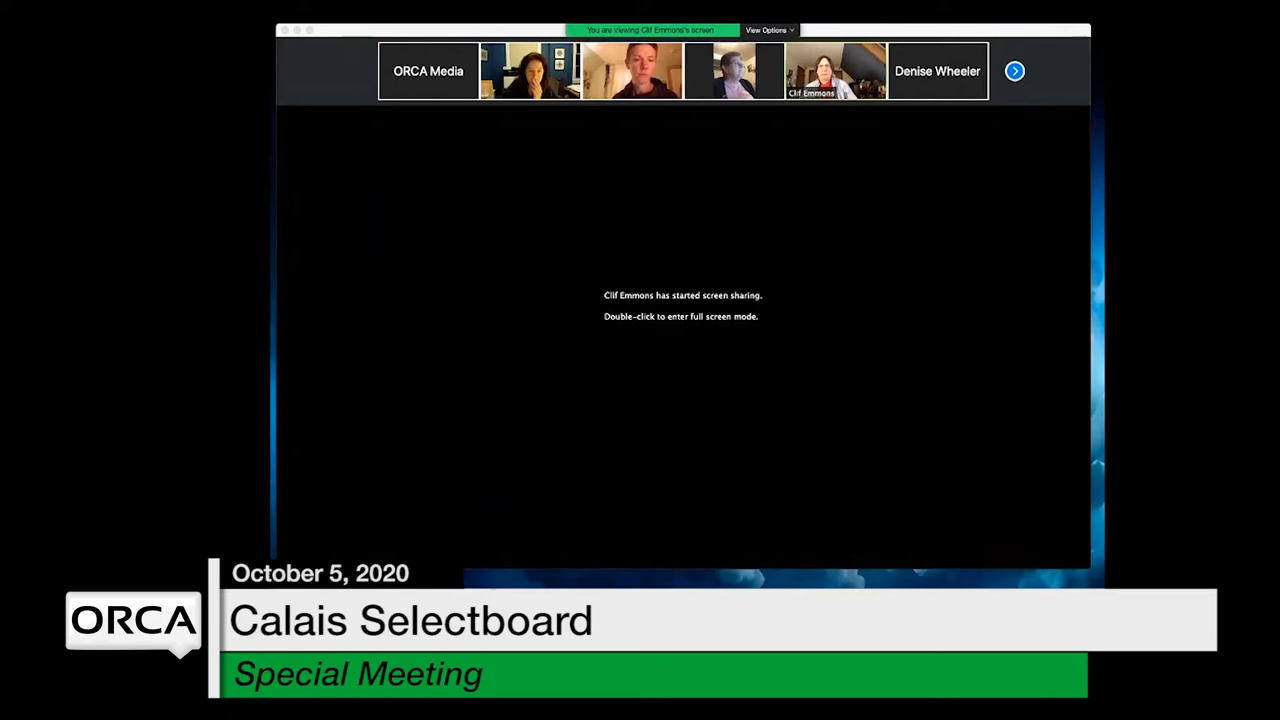 You are viewing Clif Emmons's screen
View Options
ORCA Media
Clif Emmons
Denise Wheeler
Clif Emmons has started screen sharing.
Double-click to enter full screen mode.
October 5, 2020
ORCA
Calais Selectboard
Special Meeting